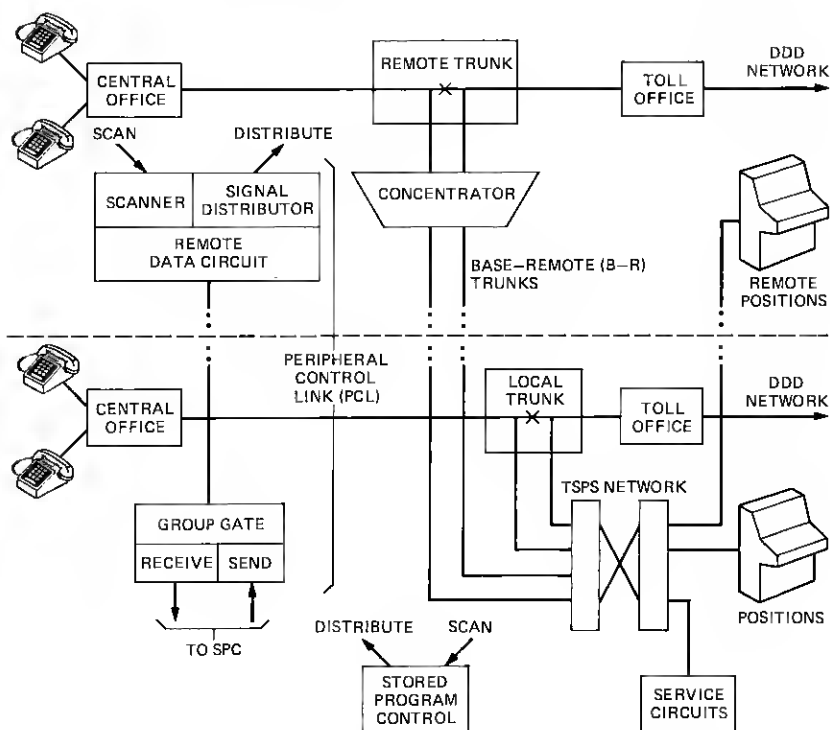 REMOTE TRUNK
DDD
NETWORK
CENTRAL
OFFICE
TOLL
OFFICE
SCAN
DISTRIBUTE
SCANNER
SIGNAL
DISTRIBUTOR
REMOTE
DATA CIRCUIT
CONCENTRATOR
BASE–REMOTE (B–R)
TRUNKS
REMOTE
POSITIONS
PERIPHERAL
CONTROL
LINK (PCL)
CENTRAL
OFFICE
LOCAL
TRUNK
TOLL
OFFICE
DDD
NETWORK
TSPS NETWORK
GROUP GATE
RECEIVE
SEND
TO SPC
DISTRIBUTE
SCAN
STORED
PROGRAM
CONTROL
POSITIONS
SERVICE
CIRCUITS